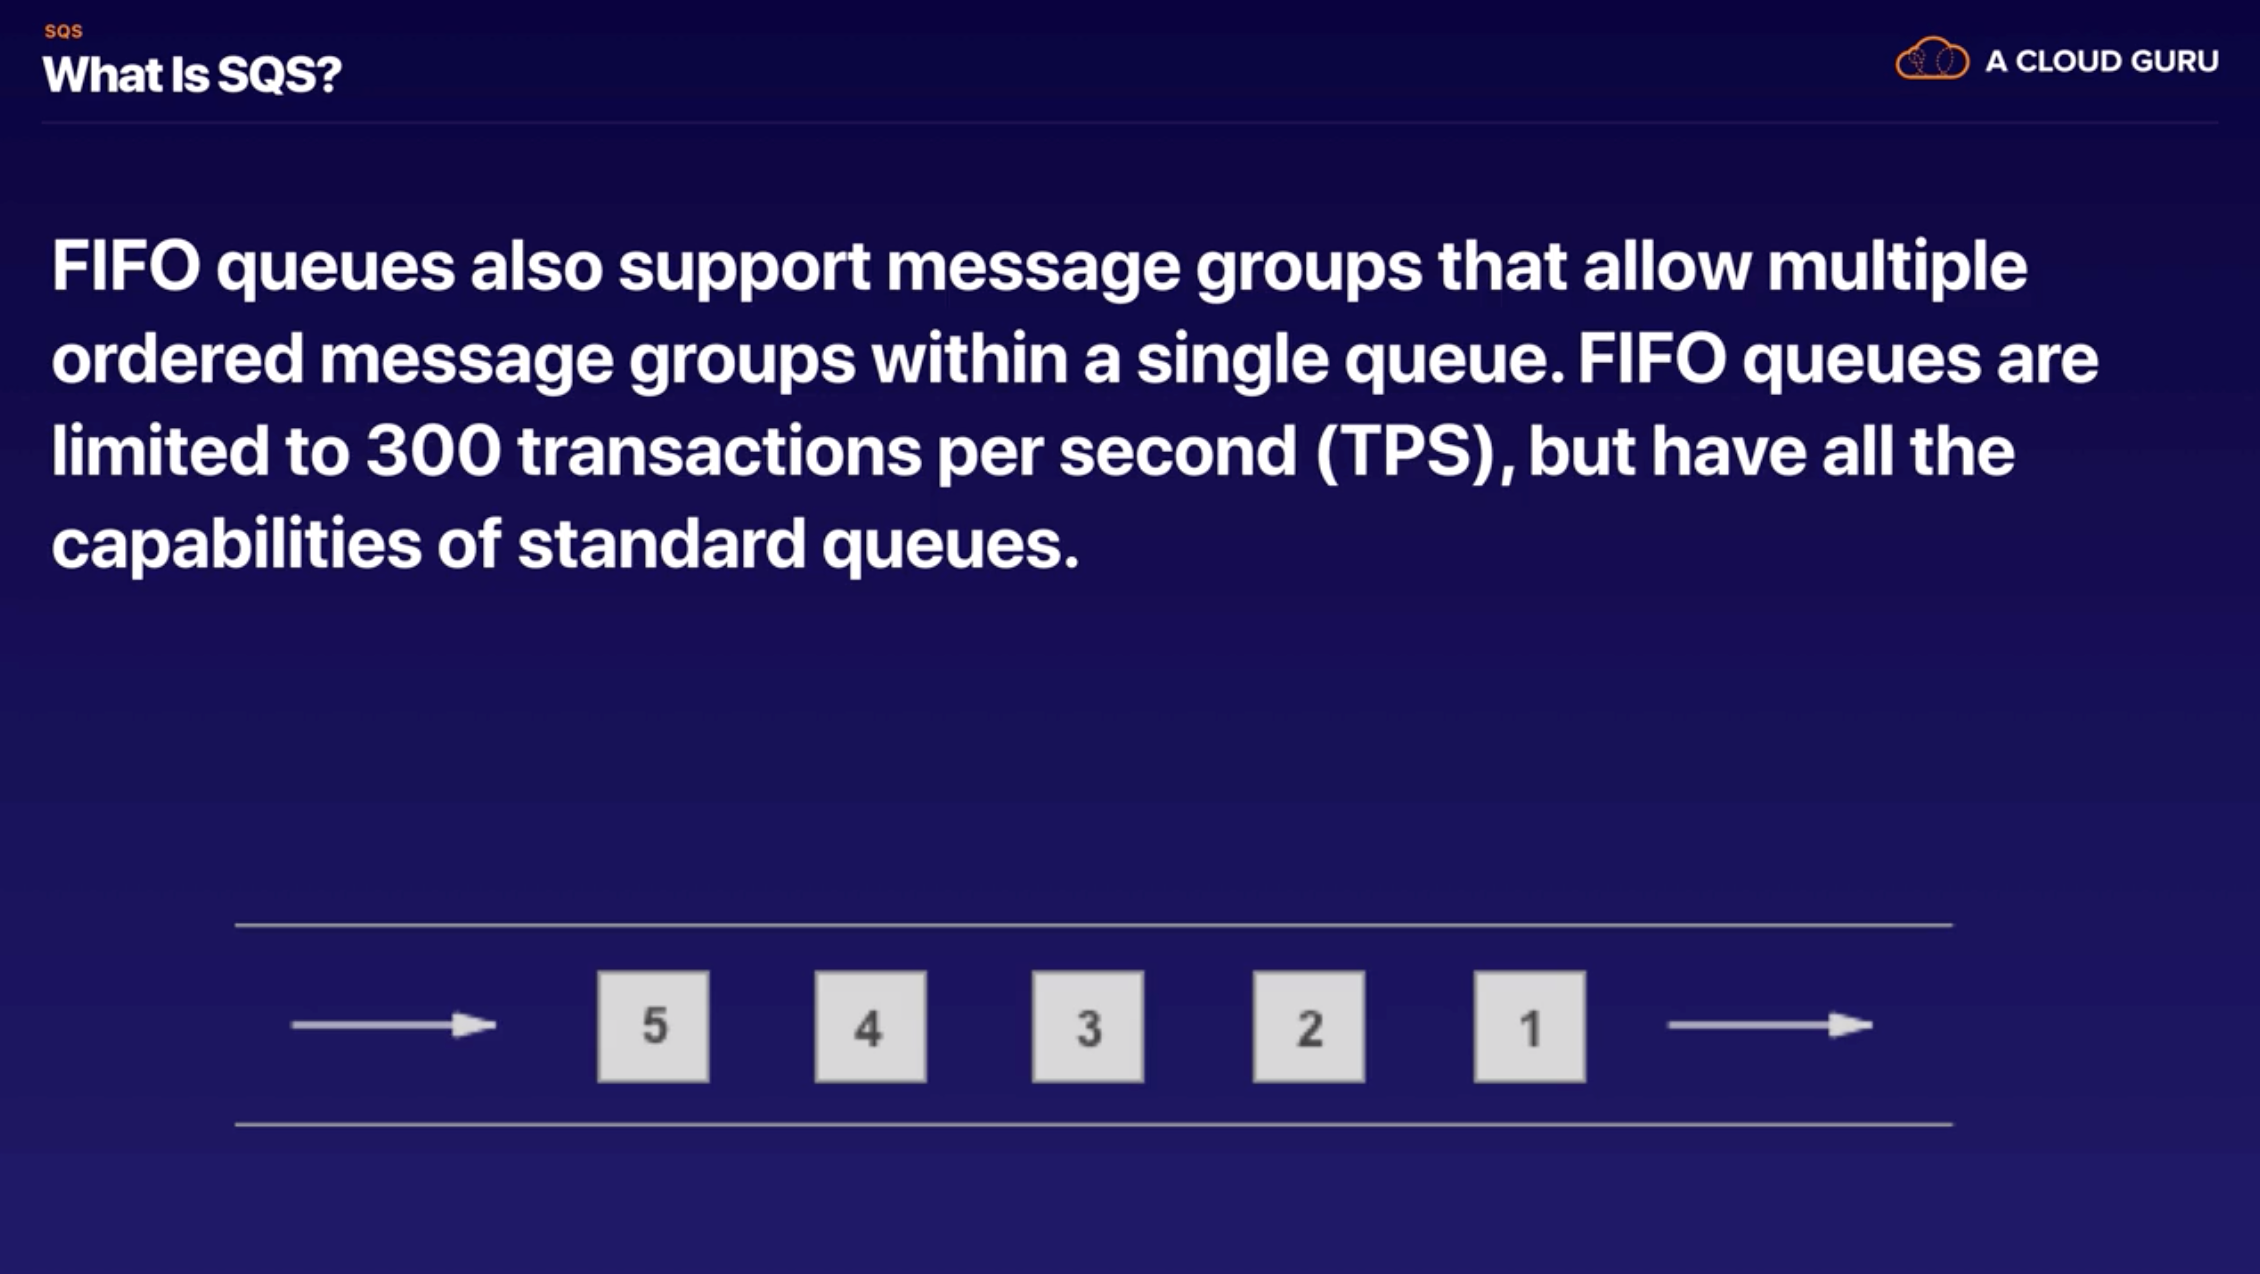 SQS
What Is SQS?
A CLOUD GURU
FIFO queues also support message groups that allow multiple
ordered message groups within a single queue. FIFO queues are
limited to 300 transactions per second (TPS), but have all the
capabilities of standard queues.
5 4 3 2 1